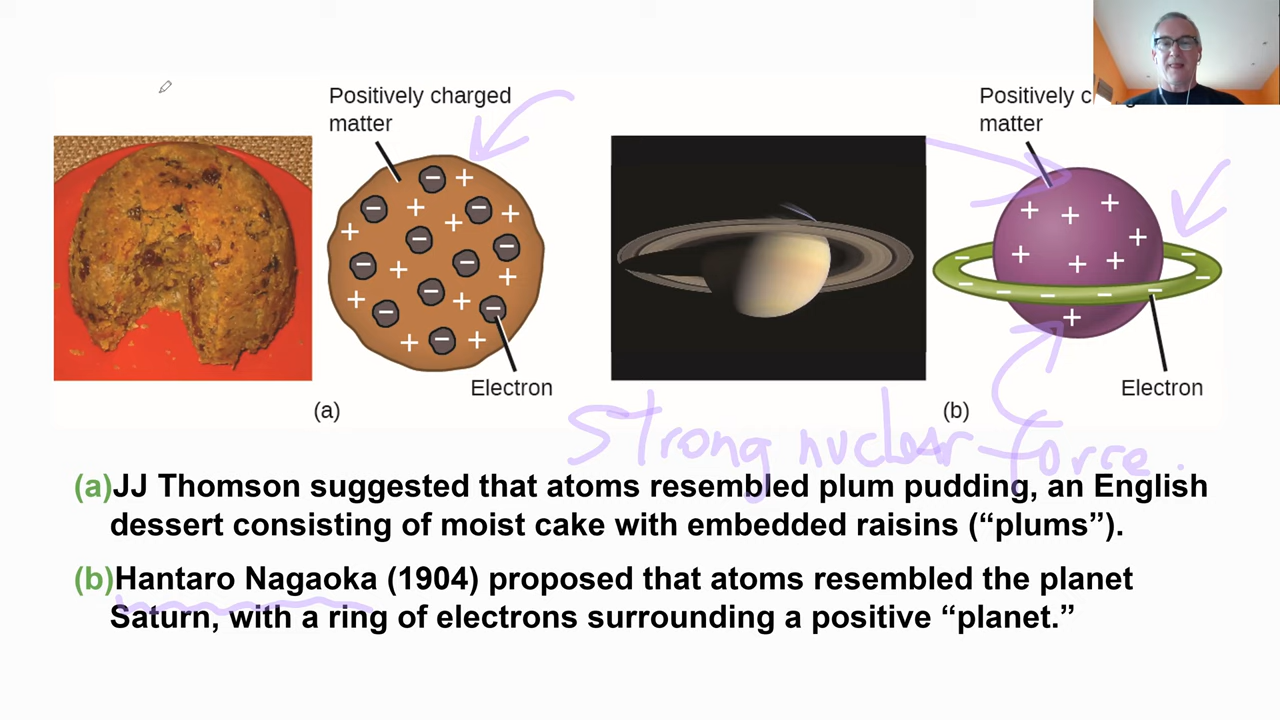 Positively charged
matter
Electron
(a)
Positively c
matter
Electron
(b)
Strong nuclear force.
(a)JJ Thomson suggested that atoms resembled plum pudding, an English
dessert consisting of moist cake with embedded raisins (“plums”).
(b)Hantaro Nagaoka (1904) proposed that atoms resembled the planet
Saturn, with a ring of electrons surrounding a positive “planet.”